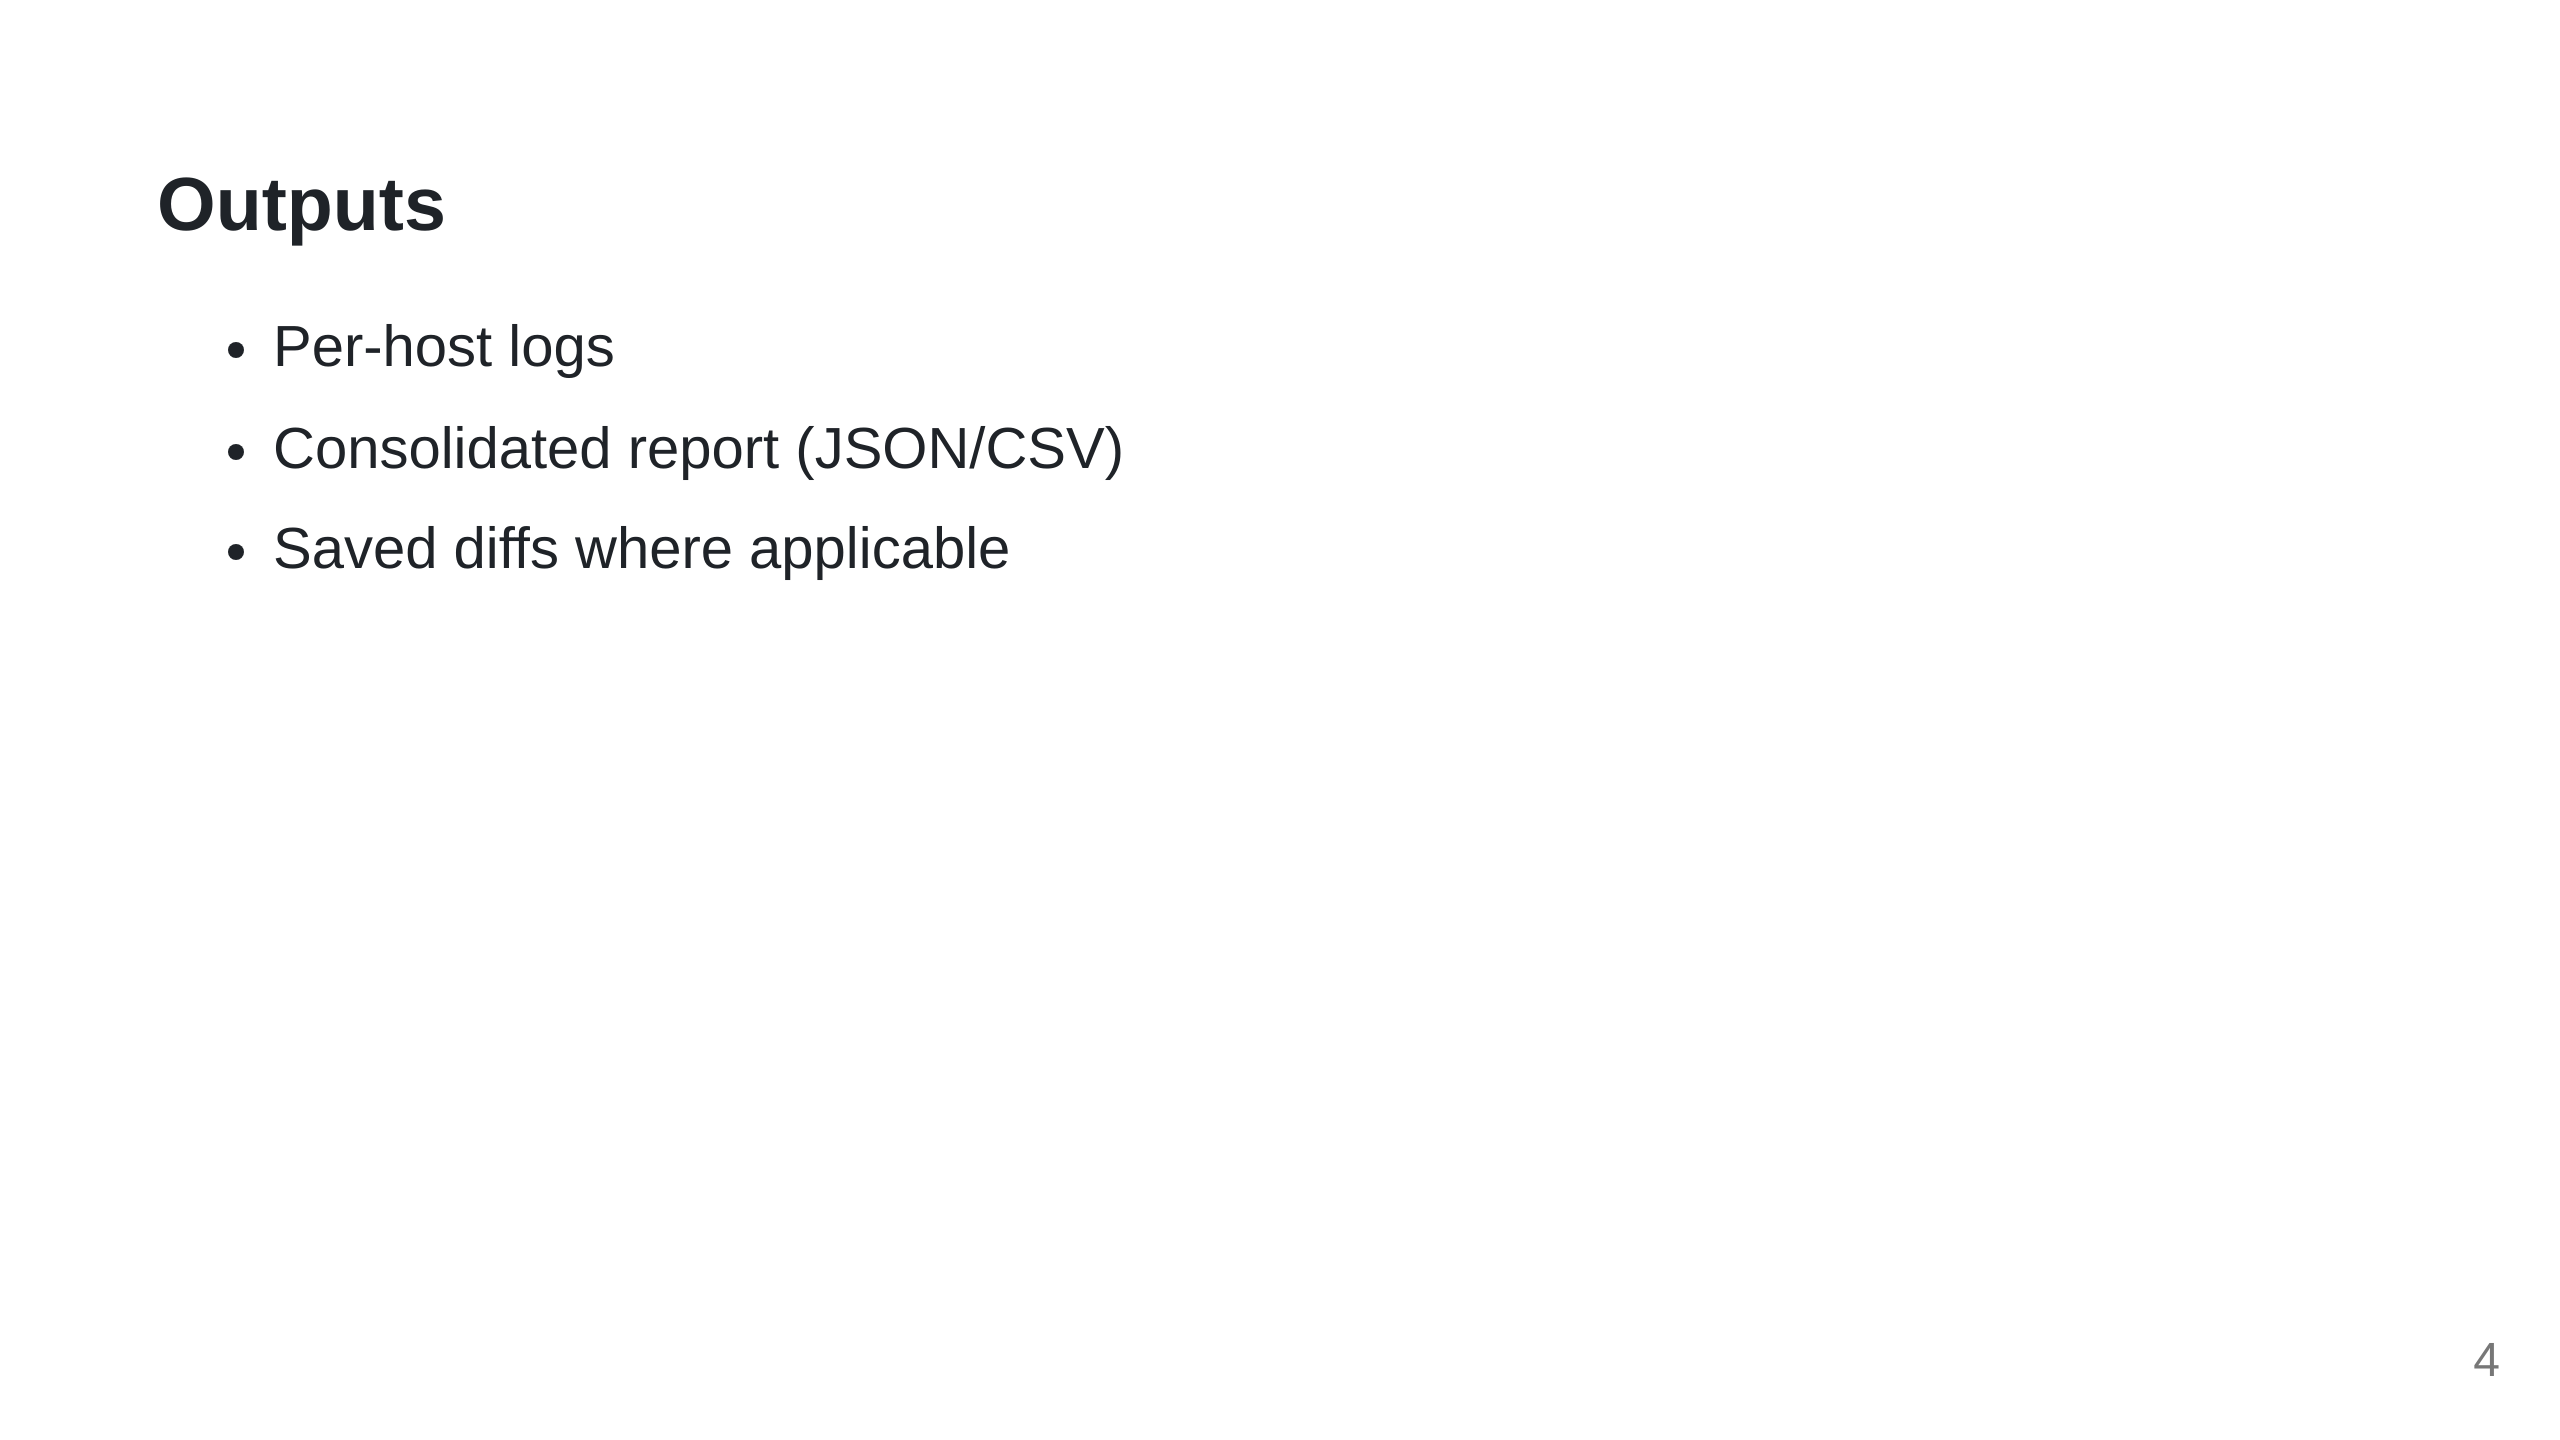 Outputs
• Per-host logs
• Consolidated report (JSON/CSV)
• Saved diffs where applicable
4